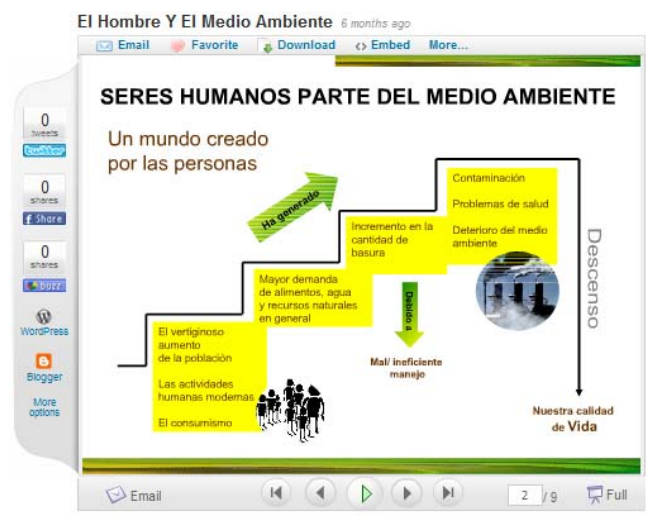 El Hombre Y El Medio Ambiente 6 months ago
Email Favorite Download <> Embed More...
SERES HUMANOS PARTE DEL MEDIO AMBIENTE
Un mundo creado
por las personas
0
tweets
twitter
0
shares
f Share
0
shares
buzz
WordPress
Blogger
More
options
Ha generado
El vertiginoso
aumento
de la población
Las actividades
humanas modernas
El consumismo
Mayor demanda
de alimentos, agua
y recursos naturales
en general
Incremento en la
cantidad de
basura
Debido a
Mal/ ineficiente
manejo
Contaminación
Problemas de salud
Deterioro del medio
ambiente
Descenso
Nuestra calidad
de Vida
Email
2 / 9
Full